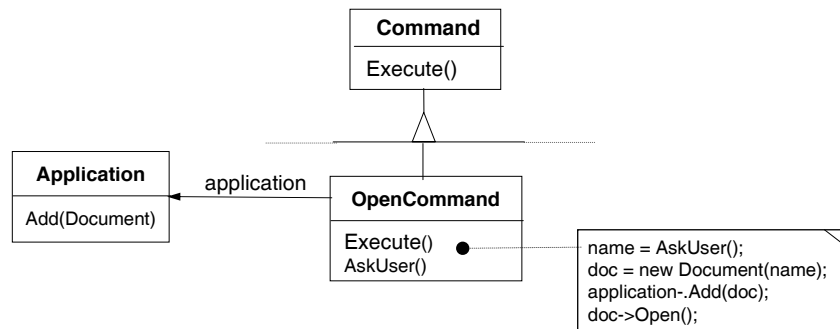 Command
Execute()
Application
Add(Document)
application
OpenCommand
Execute()
AskUser()
name = AskUser();
doc = new Document(name);
application-.Add(doc);
doc->Open();